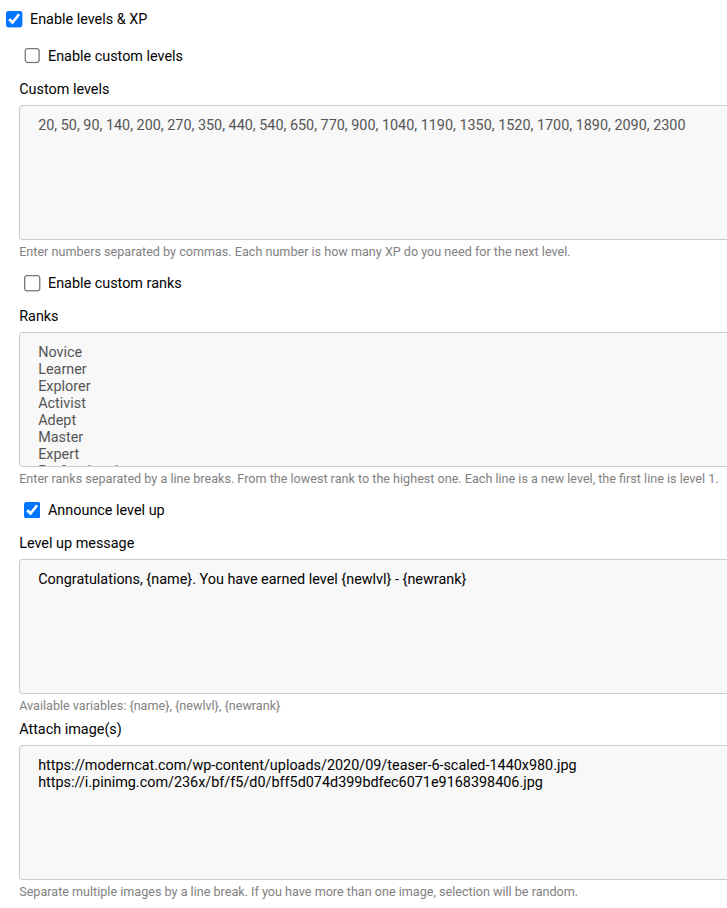 Enable levels & XP
Enable custom levels
Custom levels
20, 50, 90, 140, 200, 270, 350, 440, 540, 650, 770, 900, 1040, 1190, 1350, 1520, 1700, 1890, 2090, 2300
Enter numbers separated by commas. Each number is how many XP do you need for the next level.
Enable custom ranks
Ranks
Novice
Learner
Explorer
Activist
Adept
Master
Expert
Enter ranks separated by a line breaks. From the lowest rank to the highest one. Each line is a new level, the first line is level 1.
Announce level up
Level up message
Congratulations, {name}. You have earned level {newlvl} - {newrank}
Available variables: {name}, {newlvl}, {newrank}
Attach image(s)
https://moderncat.com/wp-content/uploads/2020/09/teaser-6-scaled-1440x980.jpg
https://i.pinimg.com/236x/bf/f5/d0/bff5d074d399bdfec6071e9168398406.jpg
Separate multiple images by a line break. If you have more than one image, selection will be random.